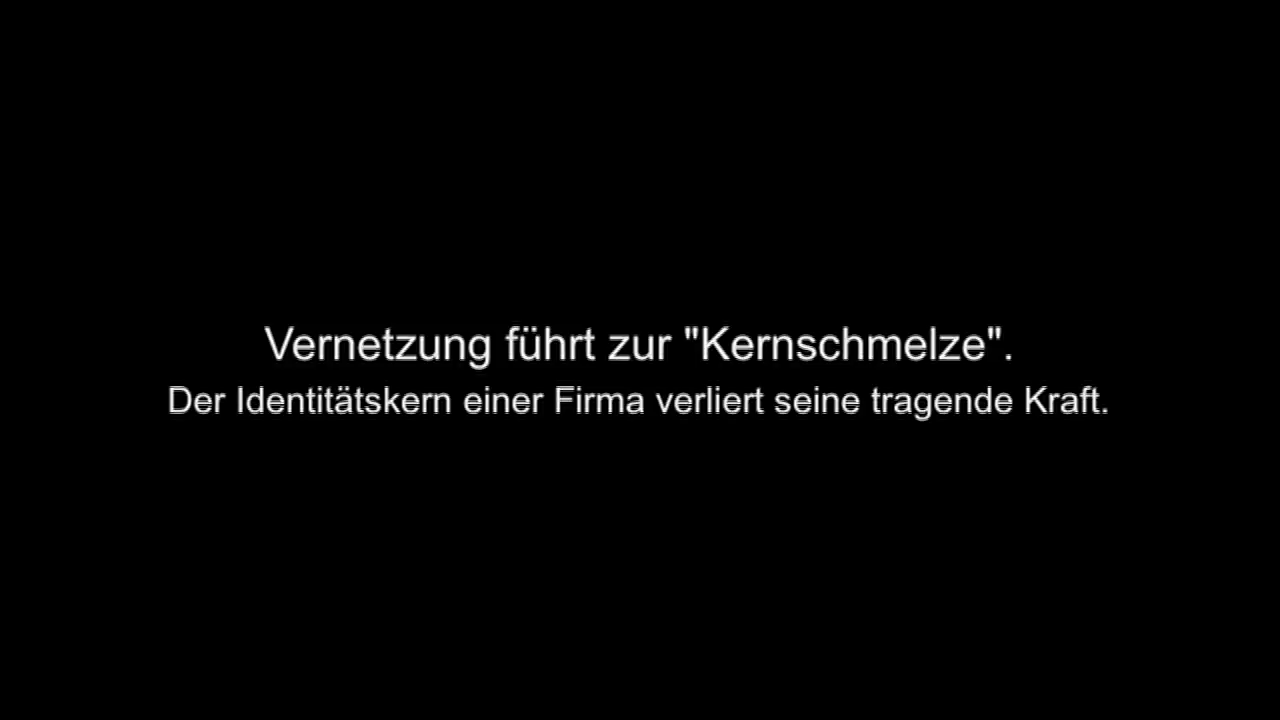 Vernetzung führt zur "Kernschmelze".
Der Identitätskern einer Firma verliert seine tragende Kraft.